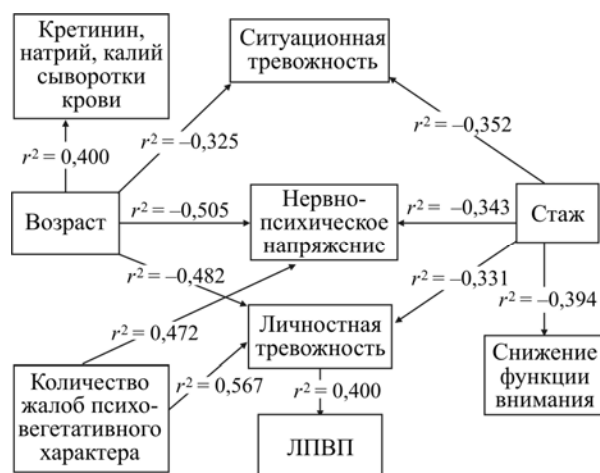 Кретинин,
натрий, калий
сыворотки
крови
Ситуационная
тревожность
r² = 0,400
r² = –0,325
r² = –0,352
Возраст
r² = –0,505
Нервно-
психическое
напряжение
r² = –0,343
Стаж
r² = –0,482
r² = –0,331
r² = –0,394
r² = 0,472
Личностная
тревожность
Количество
жалоб психо-
вегетативного
характера
r² = 0,567
r² = 0,400
Снижение
функции
внимания
ЛПВП